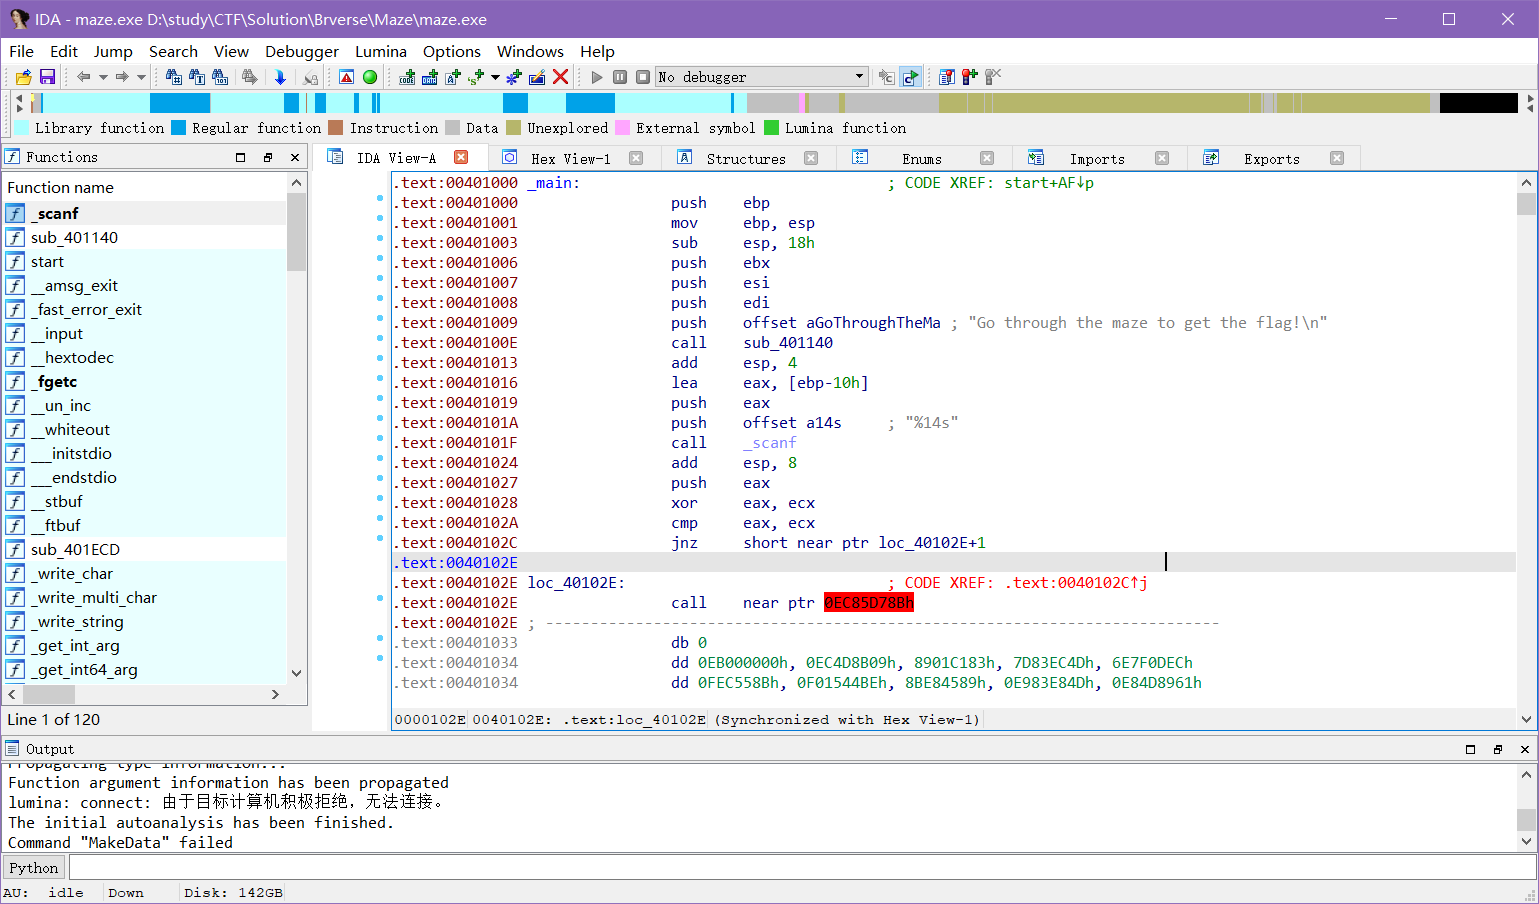 IDA - maze.exe D:\study\CTF\Solution\Brverse\Maze\maze.exe
File Edit Jump Search View Debugger Lumina Options Windows Help
No debugger
Library function Regular function Instruction Data Unexplored External symbol Lumina function
Functions
IDA View-A Hex View-1 Structures Enums Imports Exports
Function name
_scanf
sub_401140
start
__amsg_exit
_fast_error_exit
__input
__hextodec
_fgetc
__un_inc
__whiteout
___initstdio
___endstdio
__stbuf
__ftbuf
sub_401ECD
_write_char
_write_multi_char
_write_string
_get_int_arg
_get_int64_arg
Line 1 of 120
.text:00401000 _main: ; CODE XREF: start+AF↓p
.text:00401000 push ebp
.text:00401001 mov ebp, esp
.text:00401003 sub esp, 18h
.text:00401006 push ebx
.text:00401007 push esi
.text:00401008 push edi
.text:00401009 push offset aGoThroughTheMa ; "Go through the maze to get the flag!\n"
.text:0040100E call sub_401140
.text:00401013 add esp, 4
.text:00401016 lea eax, [ebp-10h]
.text:00401019 push eax
.text:0040101A push offset a14s ; "%14s"
.text:0040101F call _scanf
.text:00401024 add esp, 8
.text:00401027 push eax
.text:00401028 xor eax, ecx
.text:0040102A cmp eax, ecx
.text:0040102C jnz short near ptr loc_40102E+1
.text:0040102E
.text:0040102E loc_40102E: ; CODE XREF: .text:0040102C↑j
.text:0040102E call near ptr 0EC85D78Bh
.text:0040102E ; ---------------------------------------------------------------------------
.text:00401033 db 0
.text:00401034 dd 0EB000000h, 0EC4D8B09h, 8901C183h, 7D83EC4Dh, 6E7F0DECh
.text:00401034 dd 0FEC558Bh, 0F01544BEh, 8BE84589h, 0E983E84Dh, 0E84D8961h
0000102E 0040102E: .text:loc_40102E (Synchronized with Hex View-1)
Output
Propagating type information...
Function argument information has been propagated
lumina: connect: 由于目标计算机积极拒绝，无法连接。
The initial autoanalysis has been finished.
Command "MakeData" failed
Python
AU: idle Down Disk: 142GB